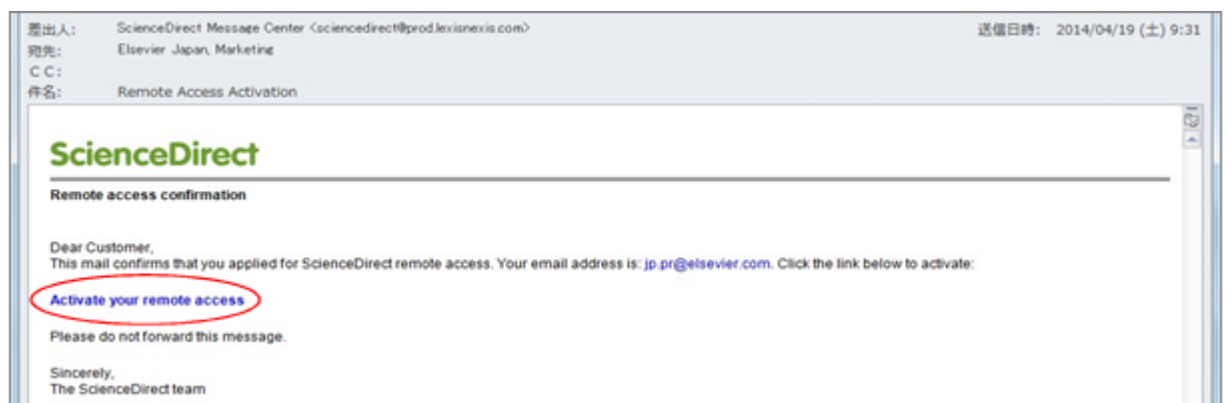 差出人: ScienceDirect Message Center <sciencedirect@prod.lexisnexis.com> 送信日時: 2014/04/19 (土) 9:31
宛先: Elsevier Japan, Marketing
CC:
件名: Remote Access Activation
ScienceDirect
Remote access confirmation
Dear Customer,
This mail confirms that you applied for ScienceDirect remote access. Your email address is: jp.pr@elsevier.com. Click the link below to activate:
Activate your remote access
Please do not forward this message.
Sincerely,
The ScienceDirect team